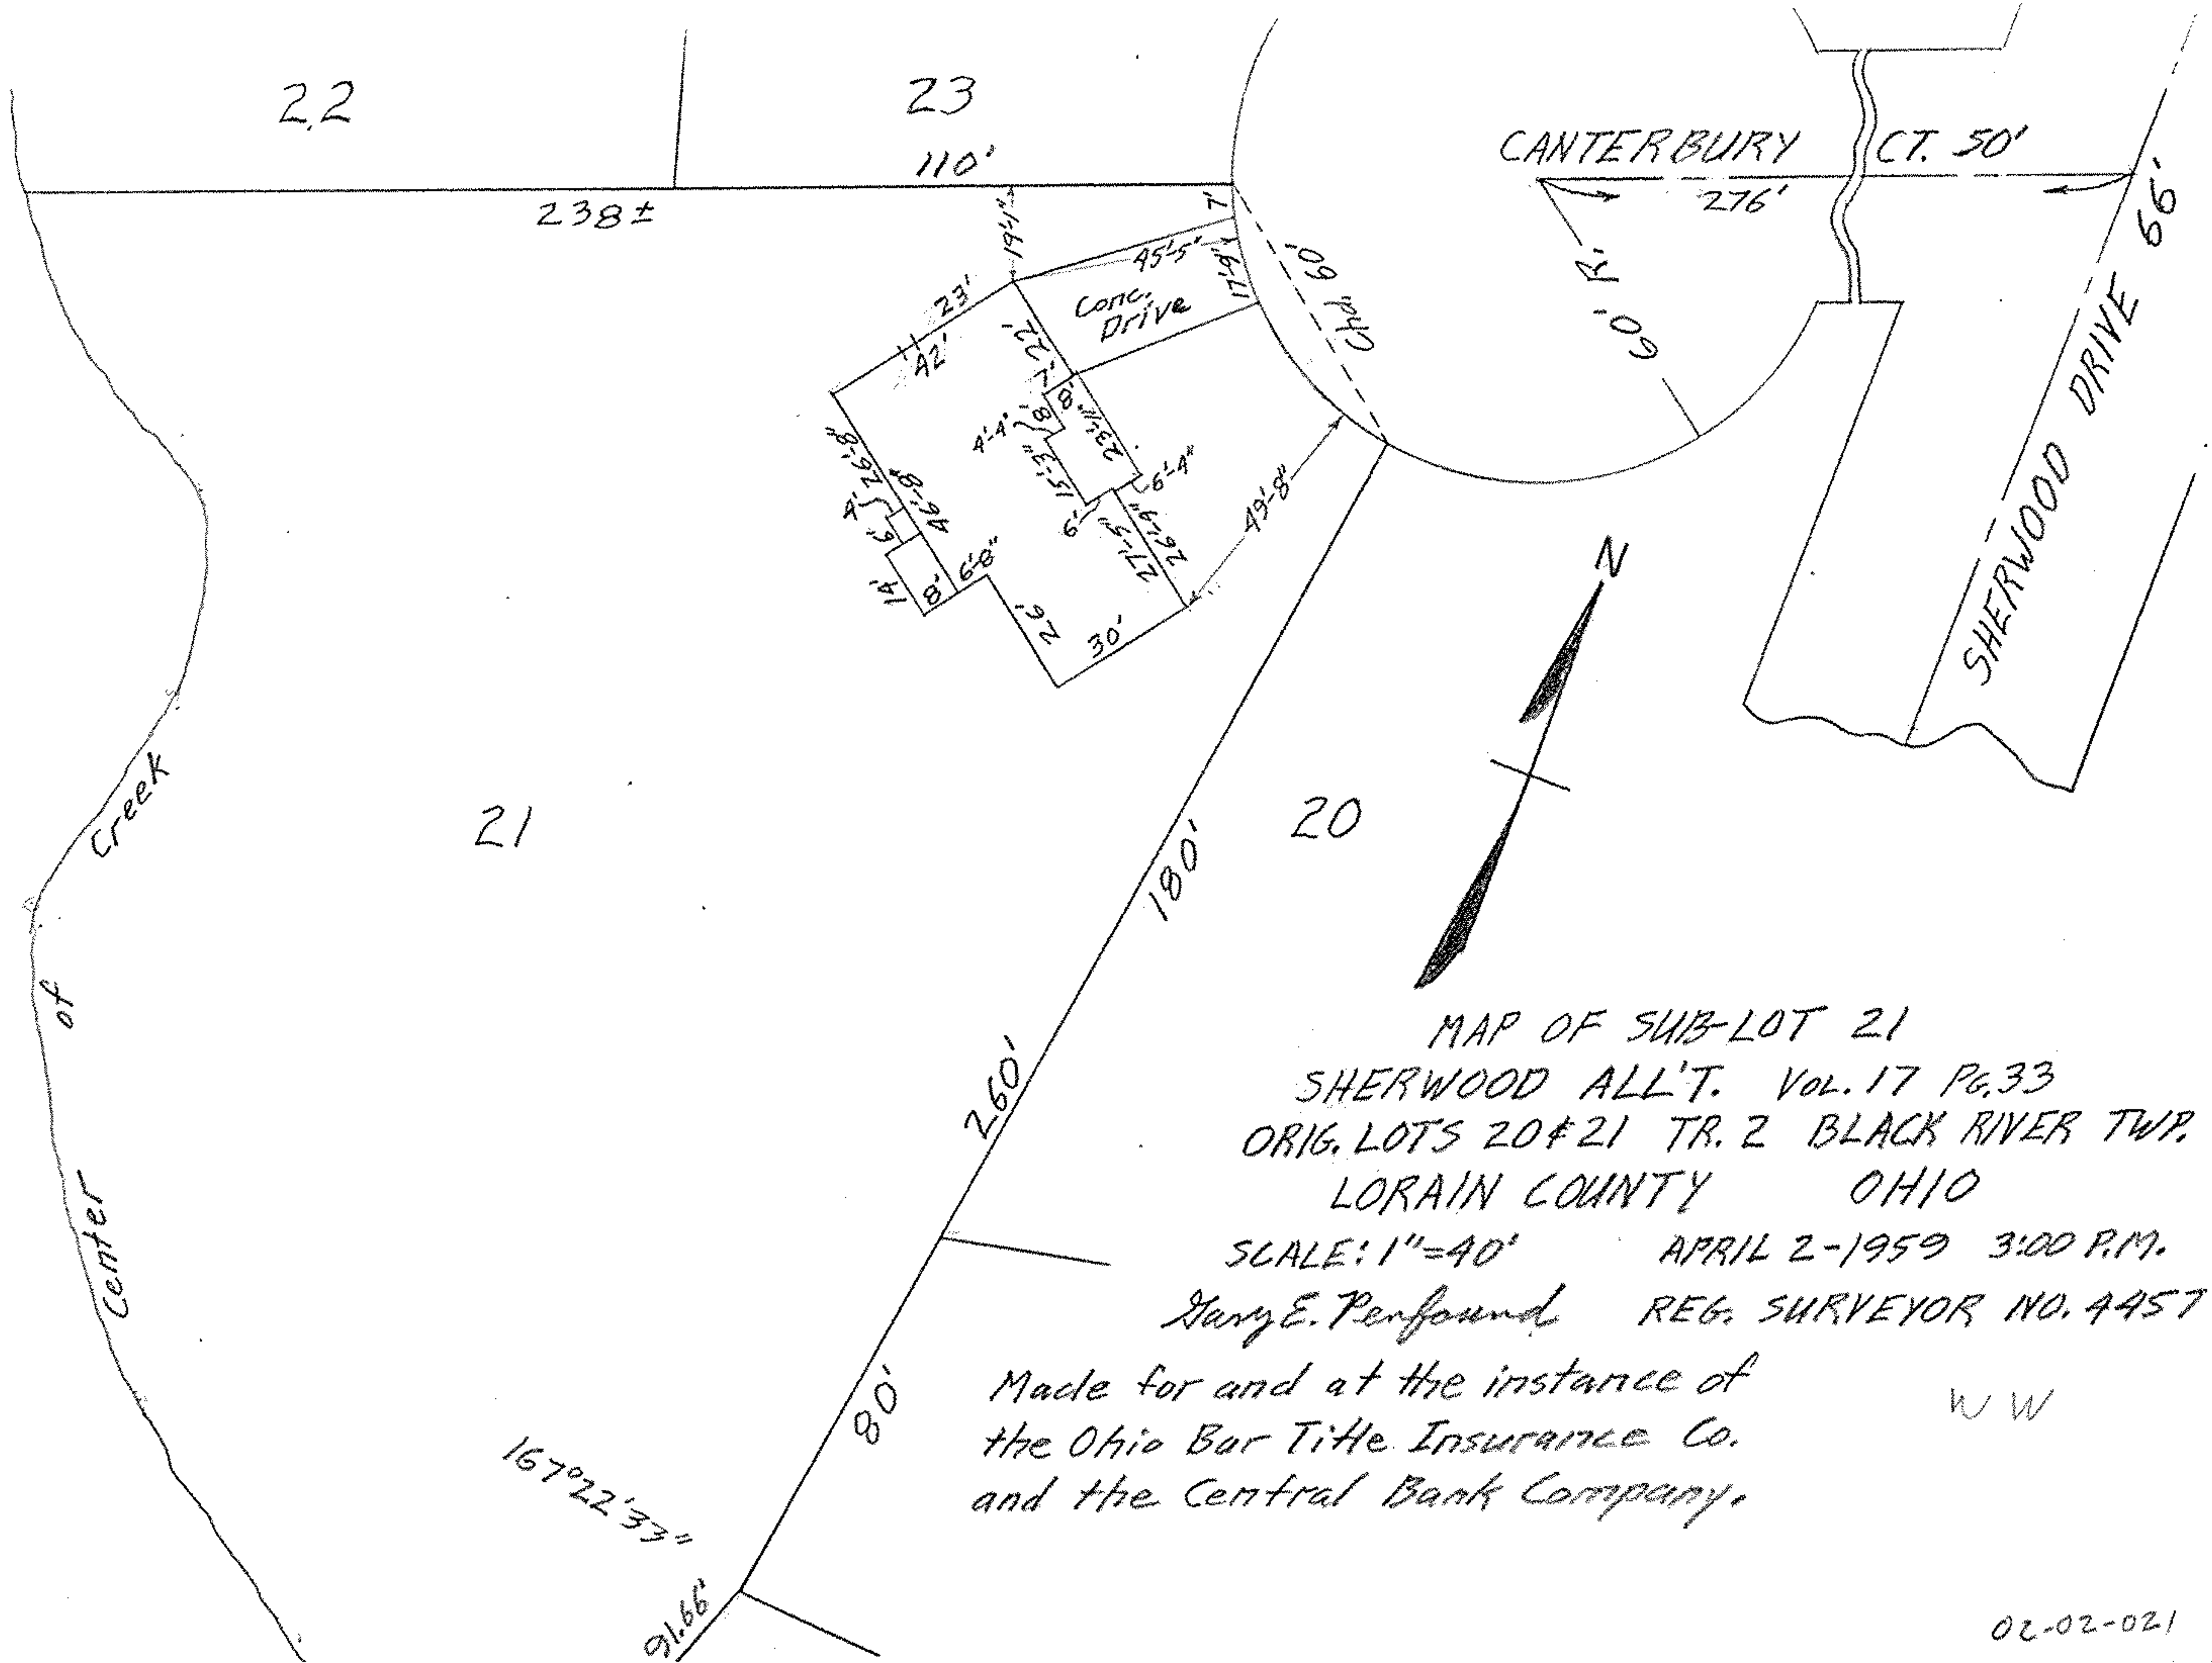 22
23
110'
238±
CANTERBURY CT. 50'
276'
60' R.
SHERWOOD DRIVE 66'
7'
19'-1"
45'-5"
17'-9"
Chd. 60'
Conc.
Drive
23'
42'
22'
7'
8'
8'
23'-11"
4'-4"
15'-3"
6'-4"
6'
26'-8"
46'-8"
4'
6'
14'
8'
6'-8"
26'
30'
27'-5"
26'-9"
49'-8"
N
21
20
180'
260'
80'
167°22'33"
91.66'
Center of Creek
MAP OF SUB-LOT 21
SHERWOOD ALL'T. VOL. 17 PG. 33
ORIG. LOTS 20 & 21 TR. 2 BLACK RIVER TWP.
LORAIN COUNTY OHIO
SCALE: 1"=40' APRIL 2-1959 3:00 P.M.
Gary E. Penfound REG. SURVEYOR NO. 4457
Made for and at the instance of
the Ohio Bar Title Insurance Co.
and the Central Bank Company.
W W
02-02-021